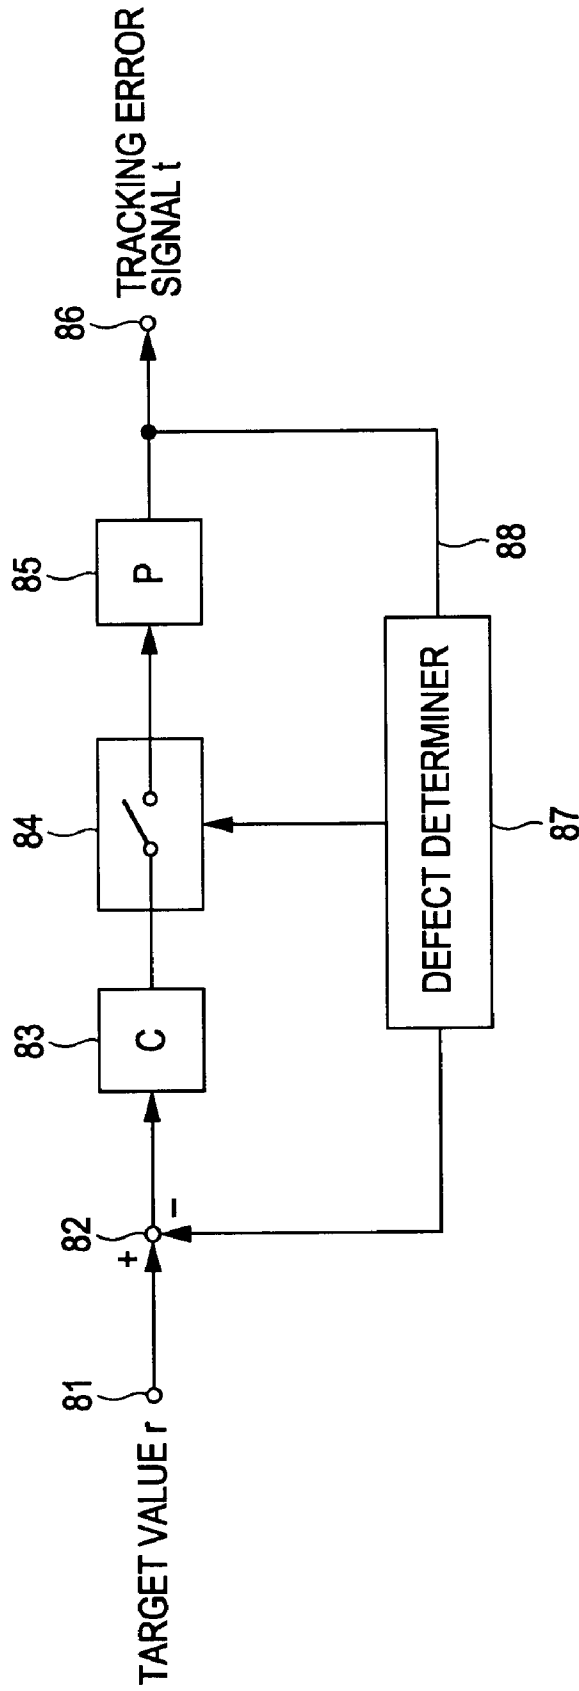 TARGET VALUE r
81
+
82
−
83
C
84
85
P
86
TRACKING ERROR
SIGNAL t
DEFECT DETERMINER
87
88